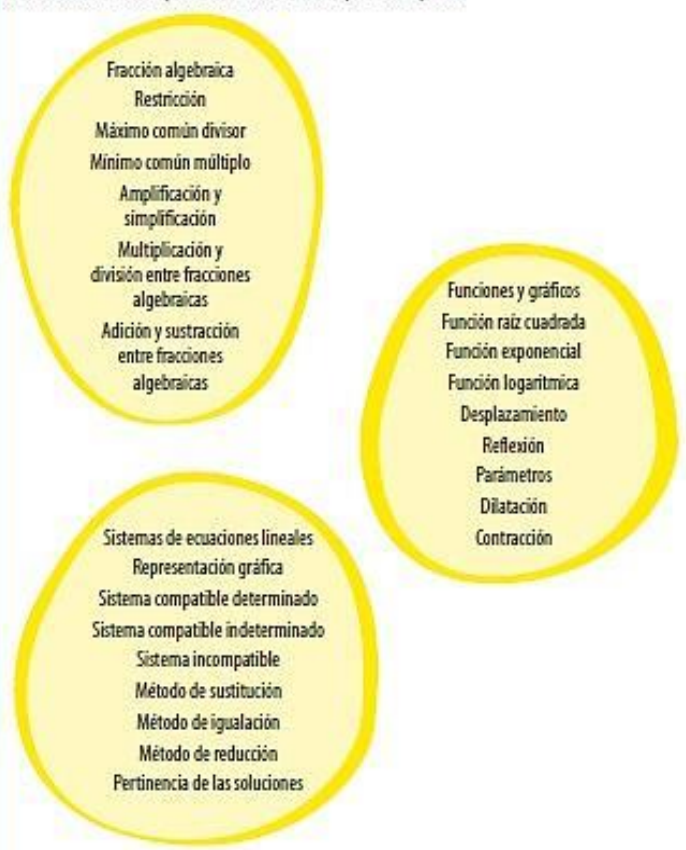 Fracción algebraica
Restricción
Máximo común divisor
Mínimo común múltiplo
Amplificación y
simplificación
Multiplicación y
división entre fracciones
algebraicas
Adición y sustracción
entre fracciones
algebraicas
Funciones y gráficos
Función raíz cuadrada
Función exponencial
Función logarítmica
Desplazamiento
Reflexión
Parámetros
Dilatación
Contracción
Sistemas de ecuaciones lineales
Representación gráfica
Sistema compatible determinado
Sistema compatible indeterminado
Sistema incompatible
Método de sustitución
Método de igualación
Método de reducción
Pertinencia de las soluciones